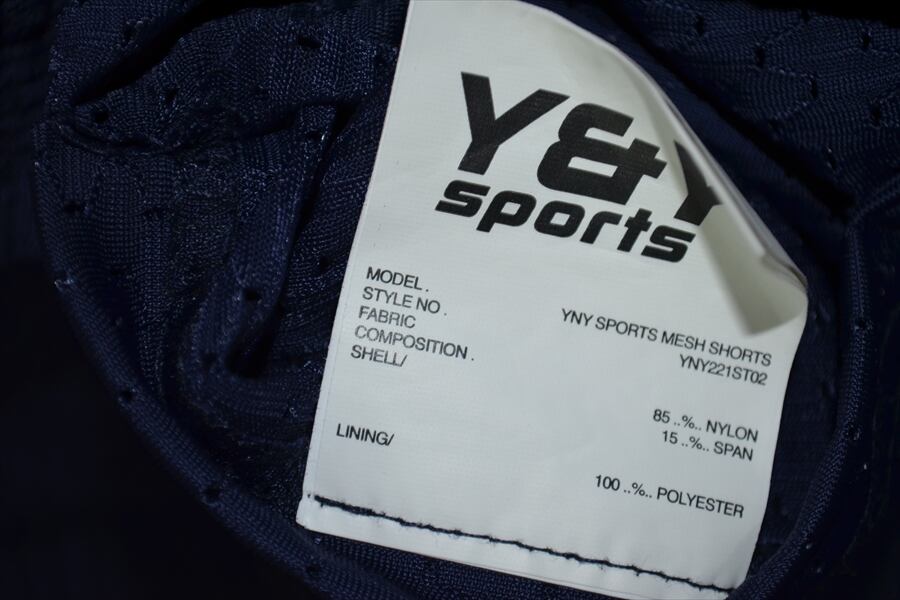 Y&Y
sports
MODEL .
STYLE NO .
FABRIC
COMPOSITION .
SHELL/
YNY SPORTS MESH SHORTS
YNY221ST02
85 ..%.. NYLON
15 ..%.. SPAN
LINING/
100 ..%.. POLYESTER